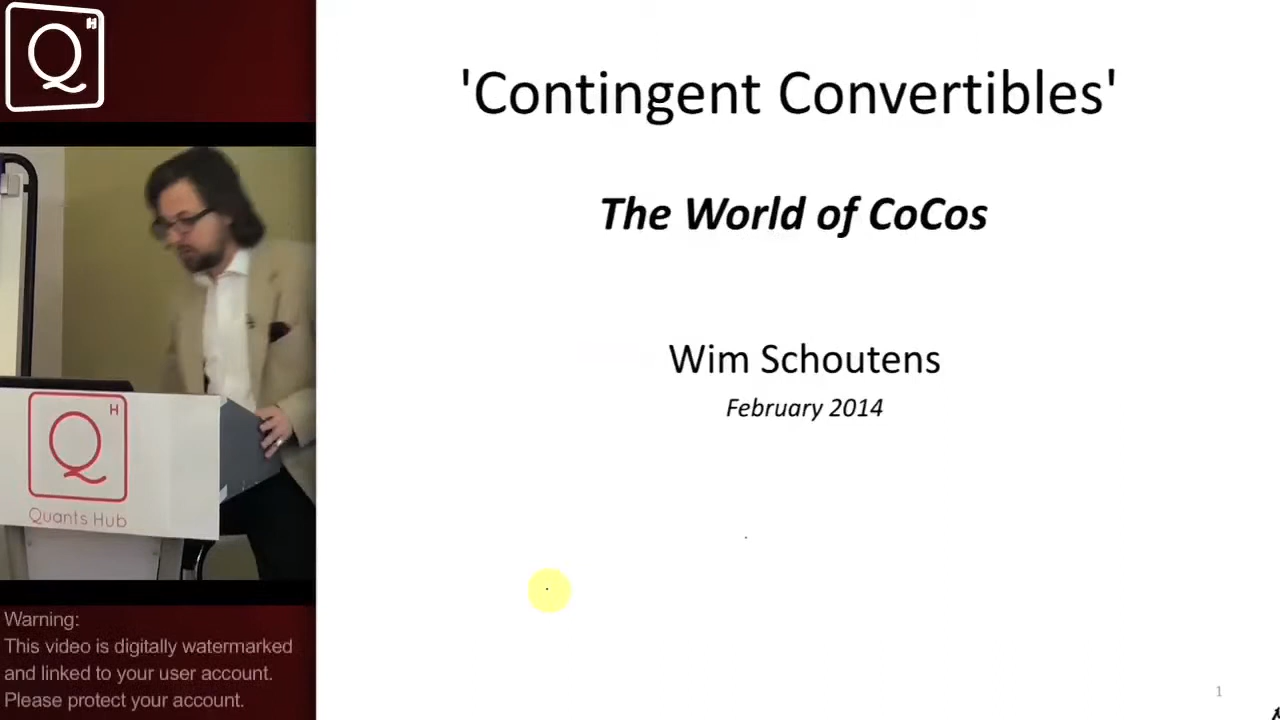 H
Q
'Contingent Convertibles'
The World of CoCos
Wim Schoutens
February 2014
H
Q
Quants Hub
Warning:
This video is digitally watermarked
and linked to your user account.
Please protect your account.
1